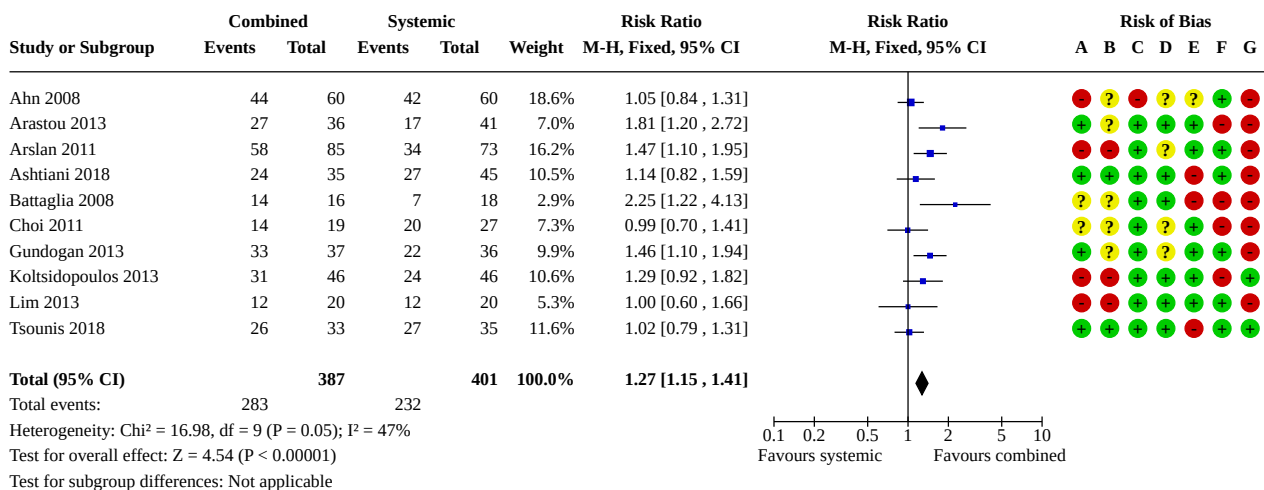 Combined Systemic Risk Ratio Risk Ratio Risk of Bias
Study or Subgroup Events Total Events Total Weight M-H, Fixed, 95% CI M-H, Fixed, 95% CI A B C D E F G
Ahn 2008 44 60 42 60 18.6% 1.05 [0.84 , 1.31] - ? - ? ? + -
Arastou 2013 27 36 17 41 7.0% 1.81 [1.20 , 2.72] + ? + + + - -
Arslan 2011 58 85 34 73 16.2% 1.47 [1.10 , 1.95] - - + ? + + -
Ashtiani 2018 24 35 27 45 10.5% 1.14 [0.82 , 1.59] + + + + - + -
Battaglia 2008 14 16 7 18 2.9% 2.25 [1.22 , 4.13] ? ? + + - - -
Choi 2011 14 19 20 27 7.3% 0.99 [0.70 , 1.41] ? ? + ? + - -
Gundogan 2013 33 37 22 36 9.9% 1.46 [1.10 , 1.94] + ? + ? + + -
Koltsidopoulos 2013 31 46 24 46 10.6% 1.29 [0.92 , 1.82] - - + + + - +
Lim 2013 12 20 12 20 5.3% 1.00 [0.60 , 1.66] - - + + + + -
Tsounis 2018 26 33 27 35 11.6% 1.02 [0.79 , 1.31] + + + + - + +
Total (95% CI) 387 401 100.0% 1.27 [1.15 , 1.41]
Total events: 283 232
Heterogeneity: Chi² = 16.98, df = 9 (P = 0.05); I² = 47%
Test for overall effect: Z = 4.54 (P < 0.00001)
Test for subgroup differences: Not applicable
0.1 0.2 0.5 1 2 5 10
Favours systemic Favours combined